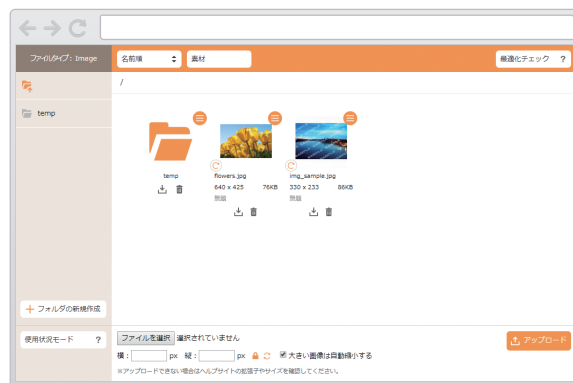 ファイルタイプ: Image
名前順
素材
最適化チェック ?
/
temp
temp
flowers.jpg
640 x 425 76KB
無題
img_sample.jpg
330 x 233 86KB
無題
+ フォルダの新規作成
使用状況モード ?
ファイルを選択 選択されていません
横: px 縦: px 大きい画像は自動縮小する
※アップロードできない場合はヘルプサイトの拡張子やサイズを確認してください。
アップロード